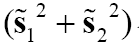 (s̃₁² + s̃₂²)